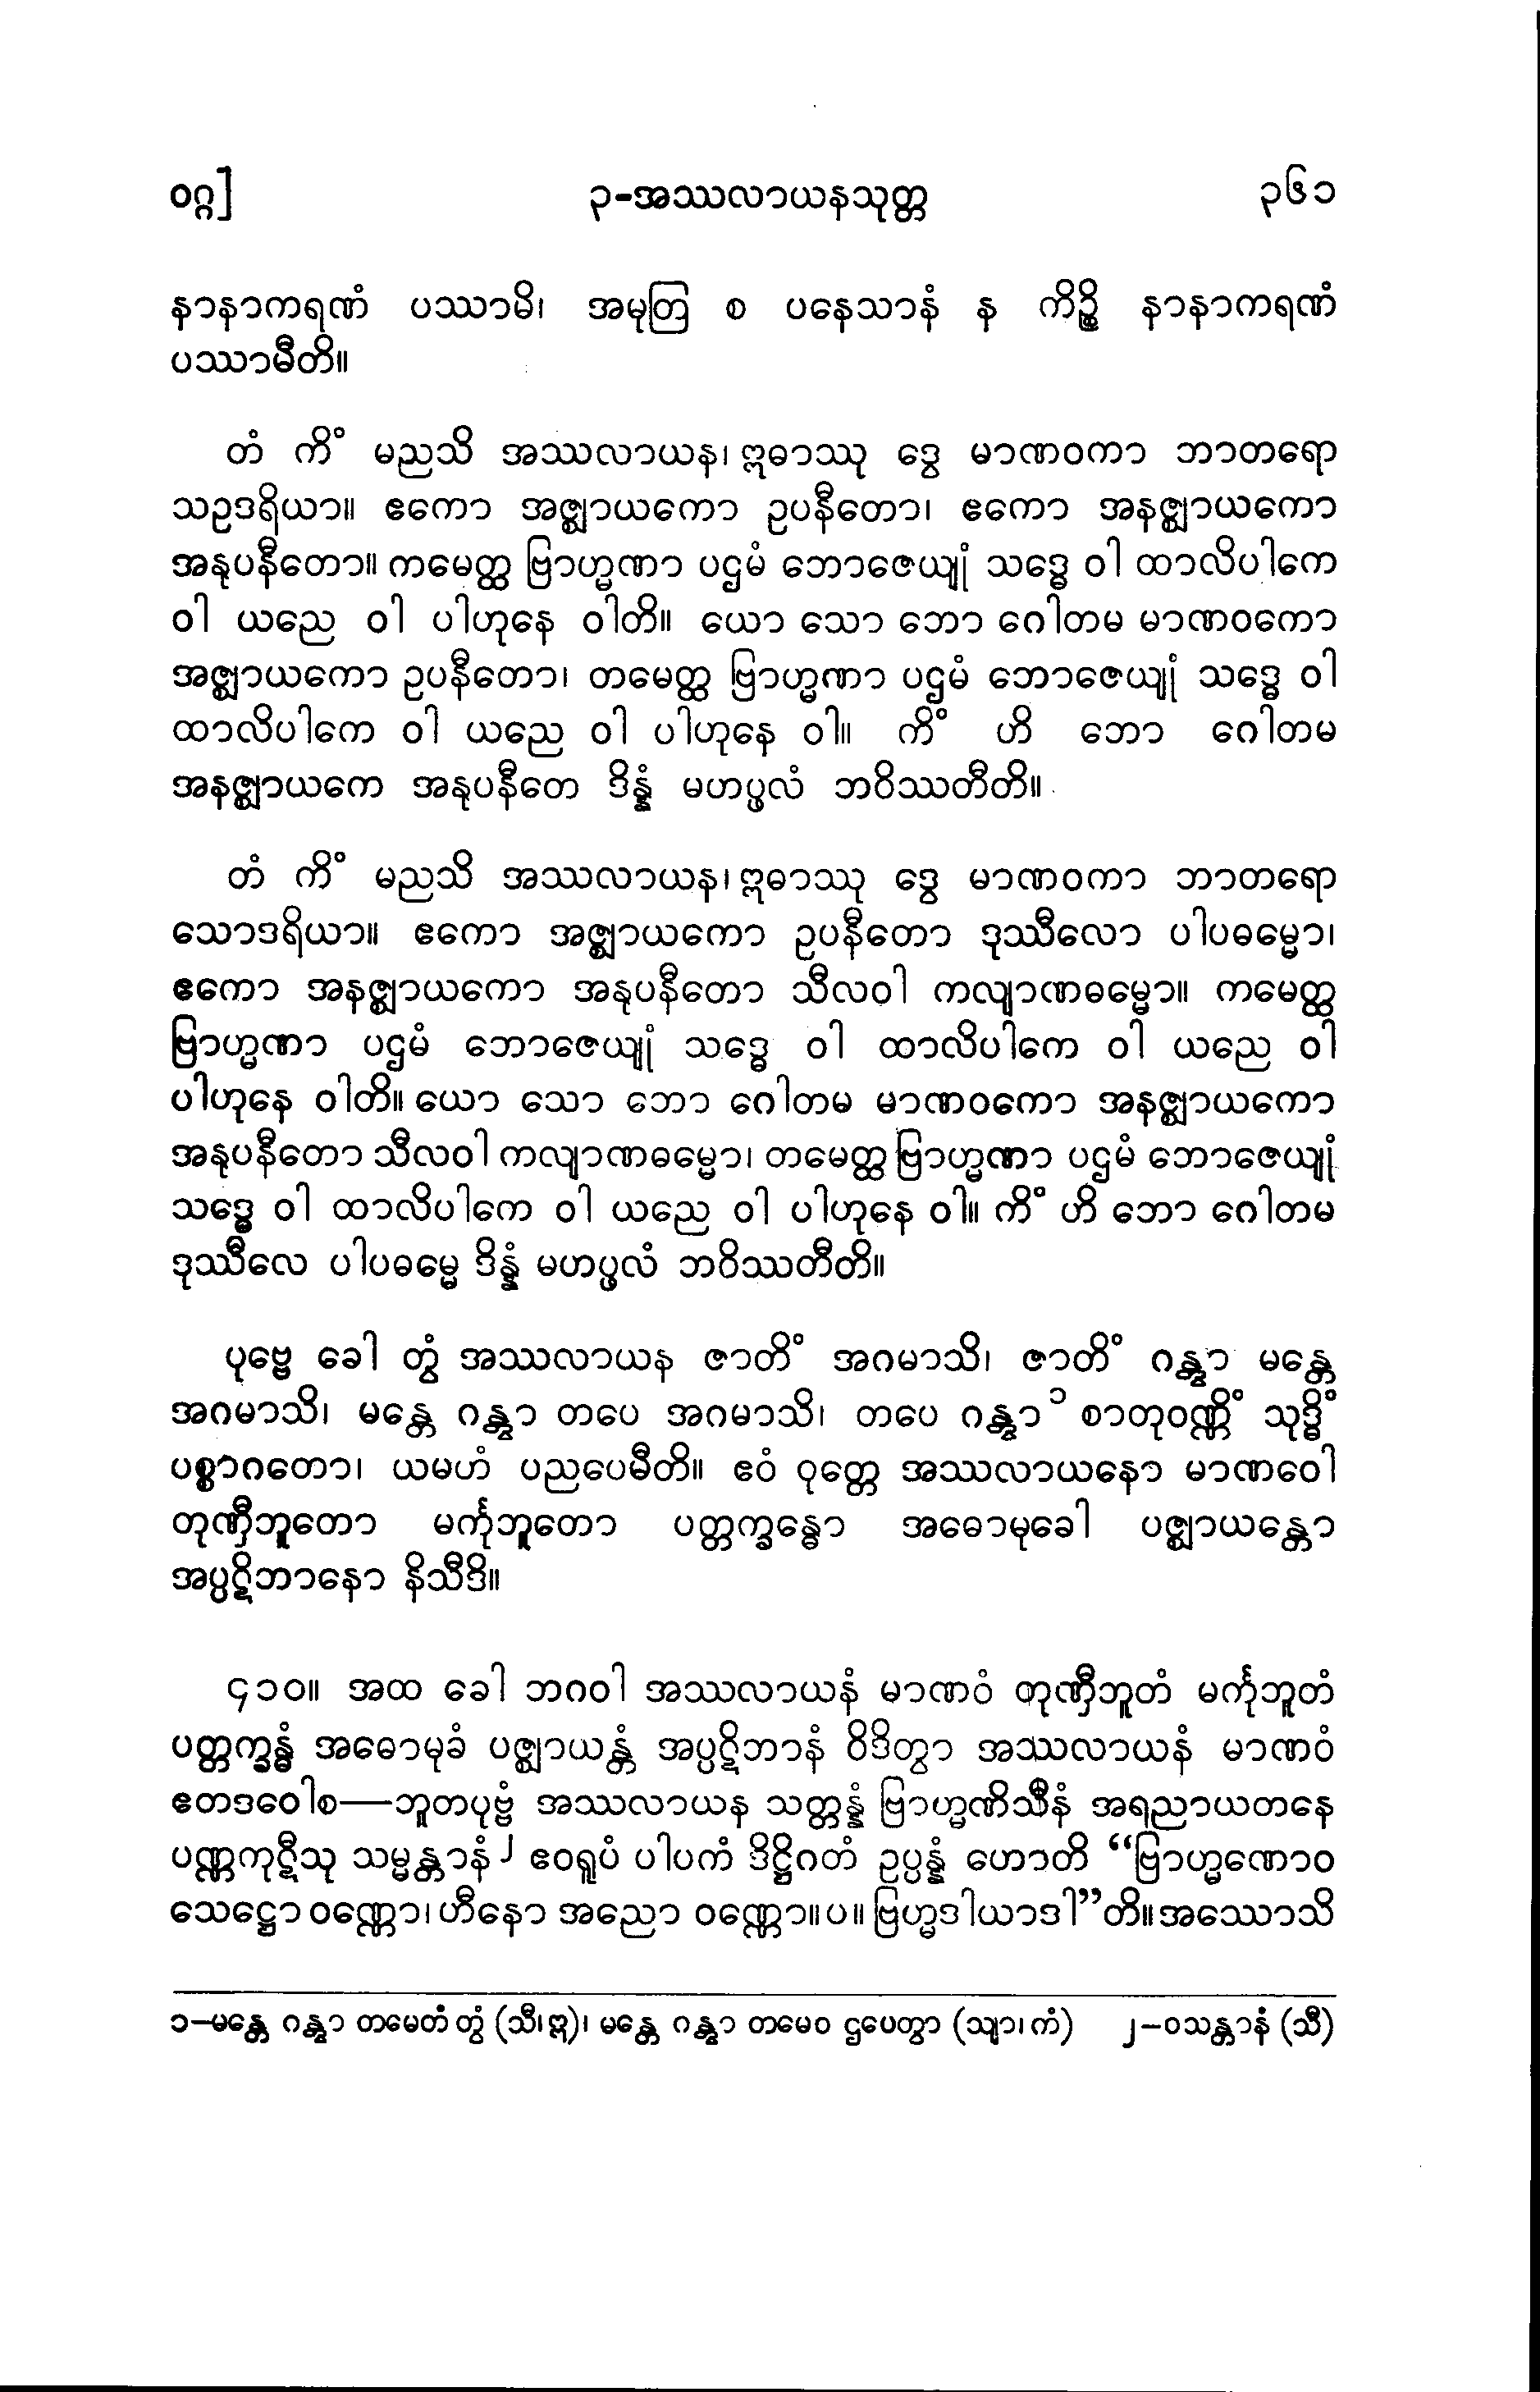 ဝဂ္ဂ] ၃-အဿလာယနသုတ္တ ၃၆၁
နာနာကရဏံ ပဿာမိ၊ အမုတြ စ ပနေသာနံ န ကိဉ္စိ နာနာကရဏံ
ပဿာမီတိ။
တံ ကိံ မညသိ အဿလာယန၊ ဣဓာဿု ဒွေ မာဏဝကာ ဘာတရော
သဥဒရိယာ။ ဧကော အဇ္ဈာယကော ဥပနီတော၊ ဧကော အနဇ္ဈာယကော
အနုပနီတော။ ကမေတ္ထ ဗြာဟ္မဏာ ပဌမံ ဘောဇေယျုံ သဒ္ဓေ ဝါ ထာလိပါကေ
ဝါ ယညေ ဝါ ပါဟုနေ ဝါတိ။ ယော သော ဘော ဂေါတမ မာဏဝကော
အဇ္ဈာယကော ဥပနီတော၊ တမေတ္ထ ဗြာဟ္မဏာ ပဌမံ ဘောဇေယျုံ သဒ္ဓေ ဝါ
ထာလိပါကေ ဝါ ယညေ ဝါ ပါဟုနေ ဝါ။ ကိံ ဟိ ဘော ဂေါတမ
အနဇ္ဈာယကေ အနုပနီတေ ဒိန္နံ မဟပ္ဖလံ ဘဝိဿတီတိ။
တံ ကိံ မညသိ အဿလာယန၊ ဣဓာဿု ဒွေ မာဏဝကာ ဘာတရော
သောဒရိယာ။ ဧကော အဇ္ဈာယကော ဥပနီတော ဒုဿီလော ပါပဓမ္မော၊
ဧကော အနဇ္ဈာယကော အနုပနီတော သီလဝါ ကလျာဏဓမ္မော။ ကမေတ္ထ
ဗြာဟ္မဏာ ပဌမံ ဘောဇေယျုံ သဒ္ဓေ ဝါ ထာလိပါကေ ဝါ ယညေ ဝါ
ပါဟုနေ ဝါတိ။ ယော သော ဘော ဂေါတမ မာဏဝကော အနဇ္ဈာယကော
အနုပနီတော သီလဝါ ကလျာဏဓမ္မော၊ တမေတ္ထ ဗြာဟ္မဏာ ပဌမံ ဘောဇေယျုံ
သဒ္ဓေ ဝါ ထာလိပါကေ ဝါ ယညေ ဝါ ပါဟုနေ ဝါ။ ကိံ ဟိ ဘော ဂေါတမ
ဒုဿီလေ ပါပဓမ္မေ ဒိန္နံ မဟပ္ဖလံ ဘဝိဿတီတိ။
ပုဗ္ဗေ ခေါ တွံ အဿလာယန ဇာတိံ အဂမာသိ၊ ဇာတိံ ဂန္တွာ မန္တေ
အဂမာသိ၊ မန္တေ ဂန္တွာ တပေ အဂမာသိ၊ တပေ ဂန္တွာ ၁ စာတုဝဏ္ဏိံ သုဒ္ဓိံ
ပစ္စာဂတော၊ ယမဟံ ပညပေမီတိ။ ဧဝံ ဝုတ္တေ အဿလာယနော မာဏဝေါ
တုဏှီဘူတော မင်္ကုဘူတော ပတ္တက္ခန္ဓော အဓောမုခေါ ပဇ္ဈာယန္တော
အပ္ပဋိဘာနော နိသီဒိ။
၄၁၀။ အထ ခေါ ဘဂဝါ အဿလာယနံ မာဏဝံ တုဏှီဘူတံ မင်္ကုဘူတံ
ပတ္တက္ခန္ဓံ အဓောမုခံ ပဇ္ဈာယန္တံ အပ္ပဋိဘာနံ ဝိဒိတွာ အဿလာယနံ မာဏဝံ
ဧတဒဝေါစ—ဘူတပုဗ္ဗံ အဿလာယန သတ္တန္နံ ဗြာဟ္မဏိသီနံ အရညာယတနေ
ပဏ္ဏကုဋီသု သမ္မန္တာနံ ၂ ဧဝရူပံ ပါပကံ ဒိဋ္ဌိဂတံ ဥပ္ပန္နံ ဟောတိ “ဗြာဟ္မဏောဝ
သေဋ္ဌော ဝဏ္ဏော၊ ဟီနော အညော ဝဏ္ဏော။ပ။ ဗြဟ္မဒါယာဒါ”တိ။ အဿောသိ
၁-မန္တေ ဂန္တွာ တမေတံ တွံ (သီ၊ ဣ)၊ မန္တေ ဂန္တွာ တမေဝ ဌပေတွာ (သျာ၊ ကံ) ၂-ဝသန္တာနံ (သီ)